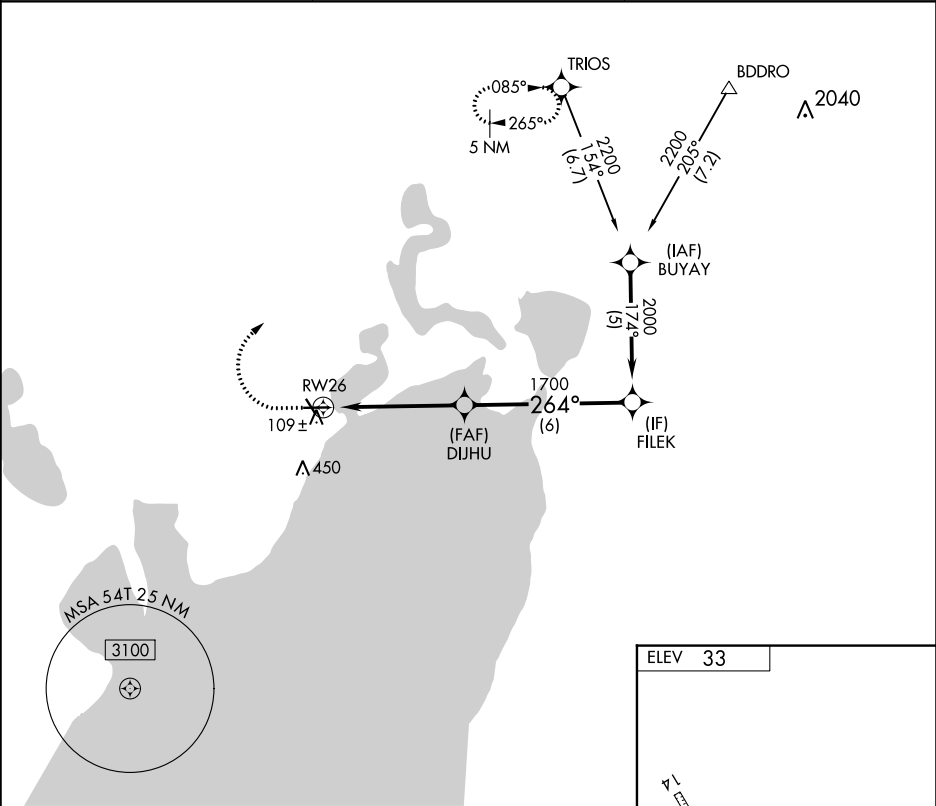 TRIOS
BDDRO
2040
085°
265°
5 NM
2200
154°
(6.7)
2200
205°
(7.2)
(IAF)
BUYAY
2000
174°
(5)
RW26
1700
264°
(6)
109±
(FAF)
DIJHU
(IF)
FILEK
450
MSA 54T 25 NM
3100
ELEV 33
14